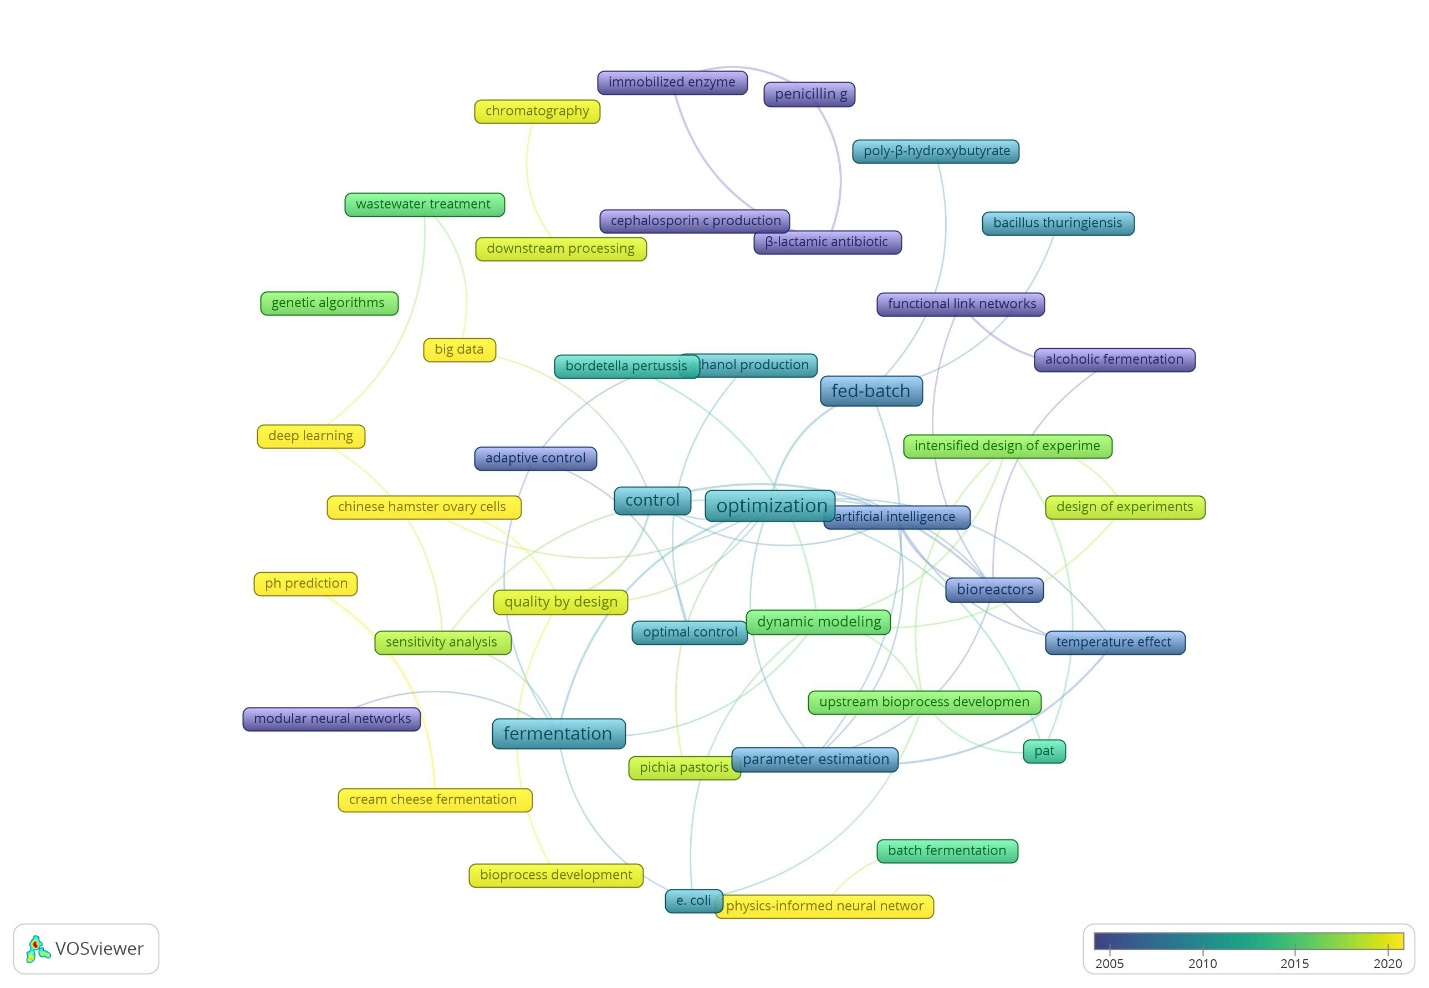 immobilized enzyme
penicillin g
chromatography
poly-β-hydroxybutyrate
wastewater treatment
cephalosporin c production
bacillus thuringiensis
β-lactamic antibiotic
downstream processing
genetic algorithms
functional link networks
big data
alcoholic fermentation
bordetella pertussis
hanol production
fed-batch
deep learning
intensified design of experime
adaptive control
control
optimization
chinese hamster ovary cells
design of experiments
artificial intelligence
ph prediction
bioreactors
quality by design
dynamic modeling
optimal control
sensitivity analysis
temperature effect
upstream bioprocess developmen
modular neural networks
fermentation
pat
parameter estimation
pichia pastoris
cream cheese fermentation
batch fermentation
bioprocess development
e. coli
physics-informed neural networ
VOSviewer
2005 2010 2015 2020